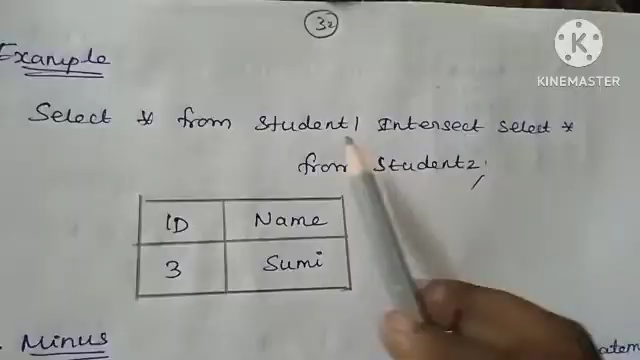 32
Example
K
KINEMASTER
Select * from Student1 Intersect Select *
from Student2;
ID Name
3 Sumi
Minus